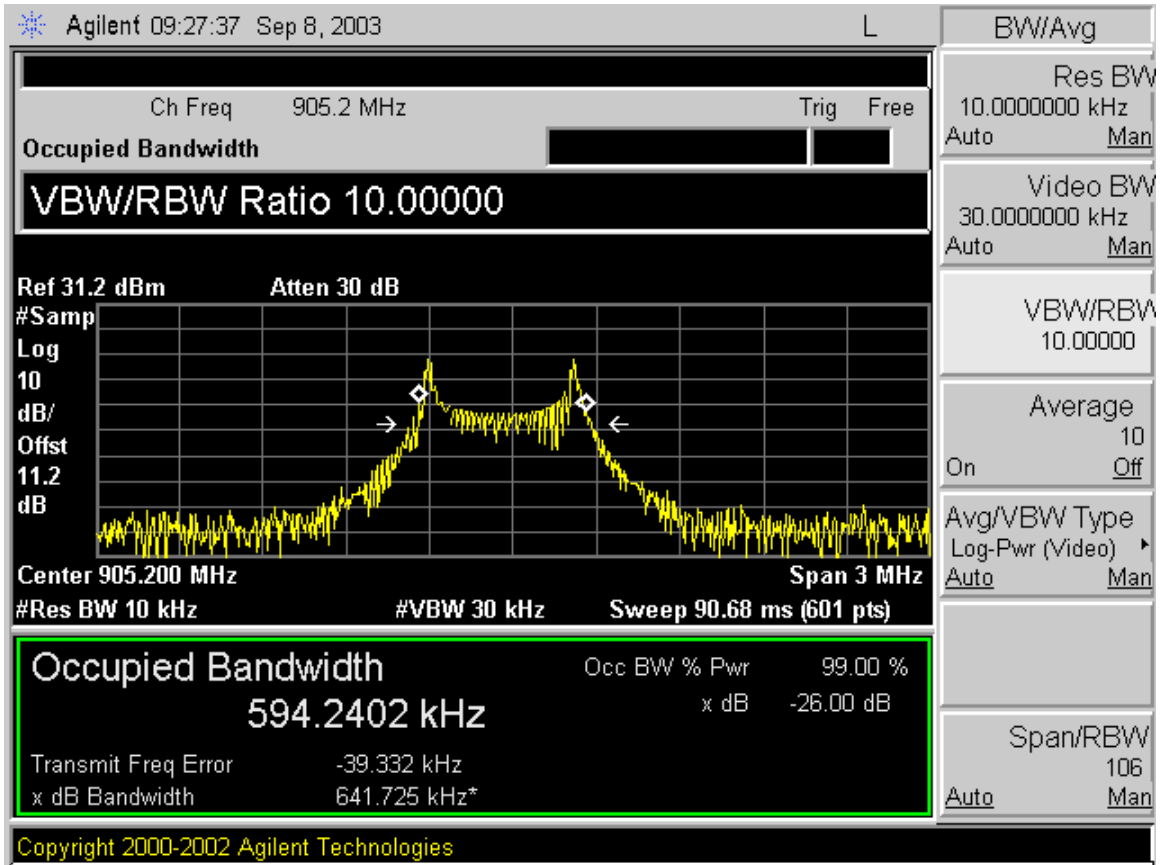 Agilent 09:27:37 Sep 8, 2003 L
Ch Freq 905.2 MHz Trig Free
Occupied Bandwidth
VBW/RBW Ratio 10.00000
Ref 31.2 dBm Atten 30 dB
#Samp
Log
10
dB/
Offst
11.2
dB
Center 905.200 MHz Span 3 MHz
#Res BW 10 kHz #VBW 30 kHz Sweep 90.68 ms (601 pts)
Occupied Bandwidth Occ BW % Pwr 99.00 %
594.2402 kHz x dB -26.00 dB
Transmit Freq Error -39.332 kHz
x dB Bandwidth 641.725 kHz*
Copyright 2000-2002 Agilent Technologies
BW/Avg
Res BW
10.0000000 kHz
Auto Man
Video BW
30.0000000 kHz
Auto Man
VBW/RBW
10.00000
Average
10
On Off
Avg/VBW Type
Log-Pwr (Video)
Auto Man
Span/RBW
106
Auto Man